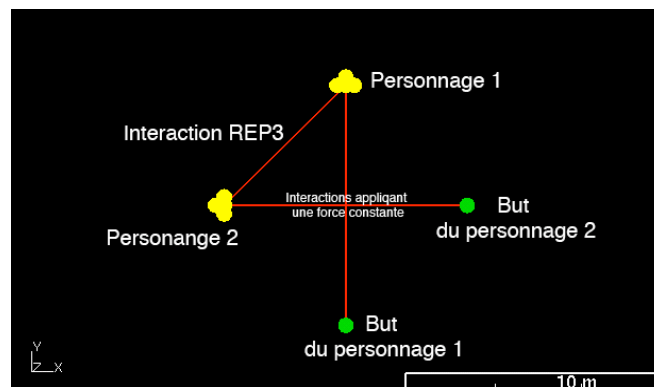 Personnage 1
Interaction REP3
Interactions appliqant
une force constante
But
du personnage 2
Personange 2
But
du personnage 1
Y
Z X
10 m